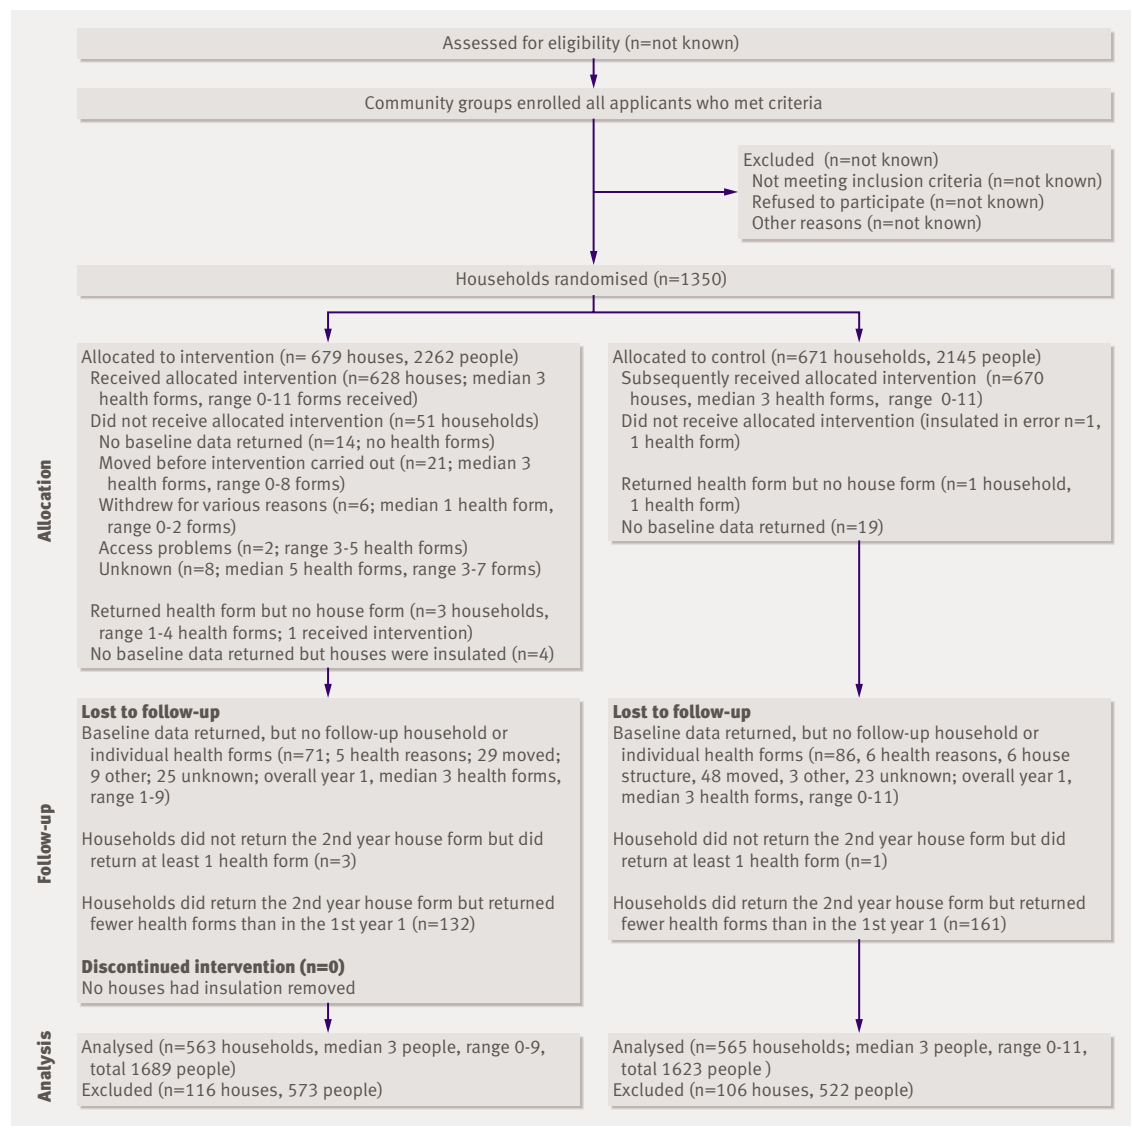 Assessed for eligibility (n=not known)
Community groups enrolled all applicants who met criteria
Excluded (n=not known)
Not meeting inclusion criteria (n=not known)
Refused to participate (n=not known)
Other reasons (n=not known)
Households randomised (n=1350)
Allocation
Allocated to intervention (n= 679 houses, 2262 people)
Received allocated intervention (n=628 houses; median 3
health forms, range 0-11 forms received)
Did not receive allocated intervention (n=51 households)
No baseline data returned (n=14; no health forms)
Moved before intervention carried out (n=21; median 3
health forms, range 0-8 forms)
Withdrew for various reasons (n=6; median 1 health form,
range 0-2 forms)
Access problems (n=2; range 3-5 health forms)
Unknown (n=8; median 5 health forms, range 3-7 forms)
Returned health form but no house form (n=3 households,
range 1-4 health forms; 1 received intervention)
No baseline data returned but houses were insulated (n=4)
Allocated to control (n=671 households, 2145 people)
Subsequently received allocated intervention (n=670
houses, median 3 health forms, range 0-11)
Did not receive allocated intervention (insulated in error n=1,
1 health form)
Returned health form but no house form (n=1 household,
1 health form)
No baseline data returned (n=19)
Follow-up
Lost to follow-up
Baseline data returned, but no follow-up household or
individual health forms (n=71; 5 health reasons; 29 moved;
9 other; 25 unknown; overall year 1, median 3 health forms,
range 1-9)
Households did not return the 2nd year house form but did
return at least 1 health form (n=3)
Households did return the 2nd year house form but returned
fewer health forms than in the 1st year 1 (n=132)
Discontinued intervention (n=0)
No houses had insulation removed
Lost to follow-up
Baseline data returned, but no follow-up household or
individual health forms (n=86, 6 health reasons, 6 house
structure, 48 moved, 3 other, 23 unknown; overall year 1,
median 3 health forms, range 0-11)
Household did not return the 2nd year house form but did
return at least 1 health form (n=1)
Households did return the 2nd year house form but returned
fewer health forms than in the 1st year 1 (n=161)
Analysis
Analysed (n=563 households, median 3 people, range 0-9,
total 1689 people)
Excluded (n=116 houses, 573 people)
Analysed (n=565 households; median 3 people, range 0-11,
total 1623 people )
Excluded (n=106 houses, 522 people)